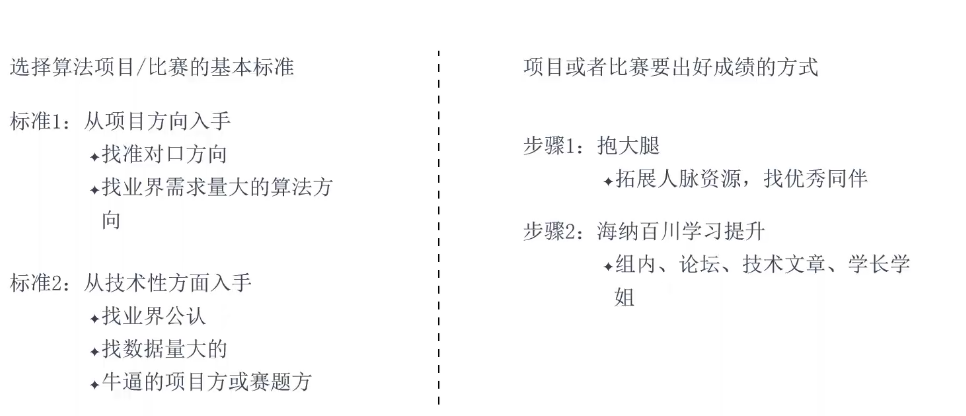 选择算法项目/比赛的基本标准
标准1：从项目方向入手
✦找准对口方向
✦找业界需求量大的算法方
向
标准2：从技术性方面入手
✦找业界公认
✦找数据量大的
✦牛逼的项目方或赛题方
项目或者比赛要出好成绩的方式
步骤1：抱大腿
✦拓展人脉资源，找优秀同伴
步骤2：海纳百川学习提升
✦组内、论坛、技术文章、学长学
姐